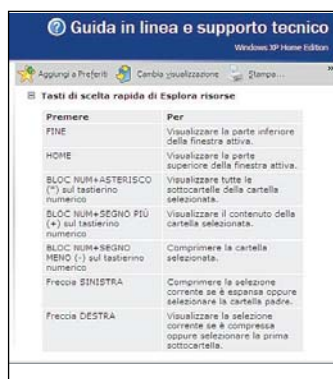 Guida in linea e supporto tecnico
Windows XP Home Edition
Aggiungi a Preferiti Cambia visualizzazione Stampa... »
Tasti di scelta rapida di Esplora risorse
Premere Per
FINE Visualizzare la parte inferiore
della finestra attiva.
HOME Visualizzare la parte
superiore della finestra attiva.
BLOC NUM+ASTERISCO Visualizzare tutte le
(*) sul tastierino sottocartelle della cartella
numerico selezionata.
BLOC NUM+SEGNO PIÙ Visualizzare il contenuto della
(+) sul tastierino cartella selezionata.
numerico
BLOC NUM+SEGNO Comprimere la cartella
MENO (-) sul tastierino selezionata.
numerico
Freccia SINISTRA Comprimere la selezione
corrente se è espansa oppure
selezionare la cartella padre.
Freccia DESTRA Visualizzare la selezione
corrente se è compressa
oppure selezionare la prima
sottocartella.